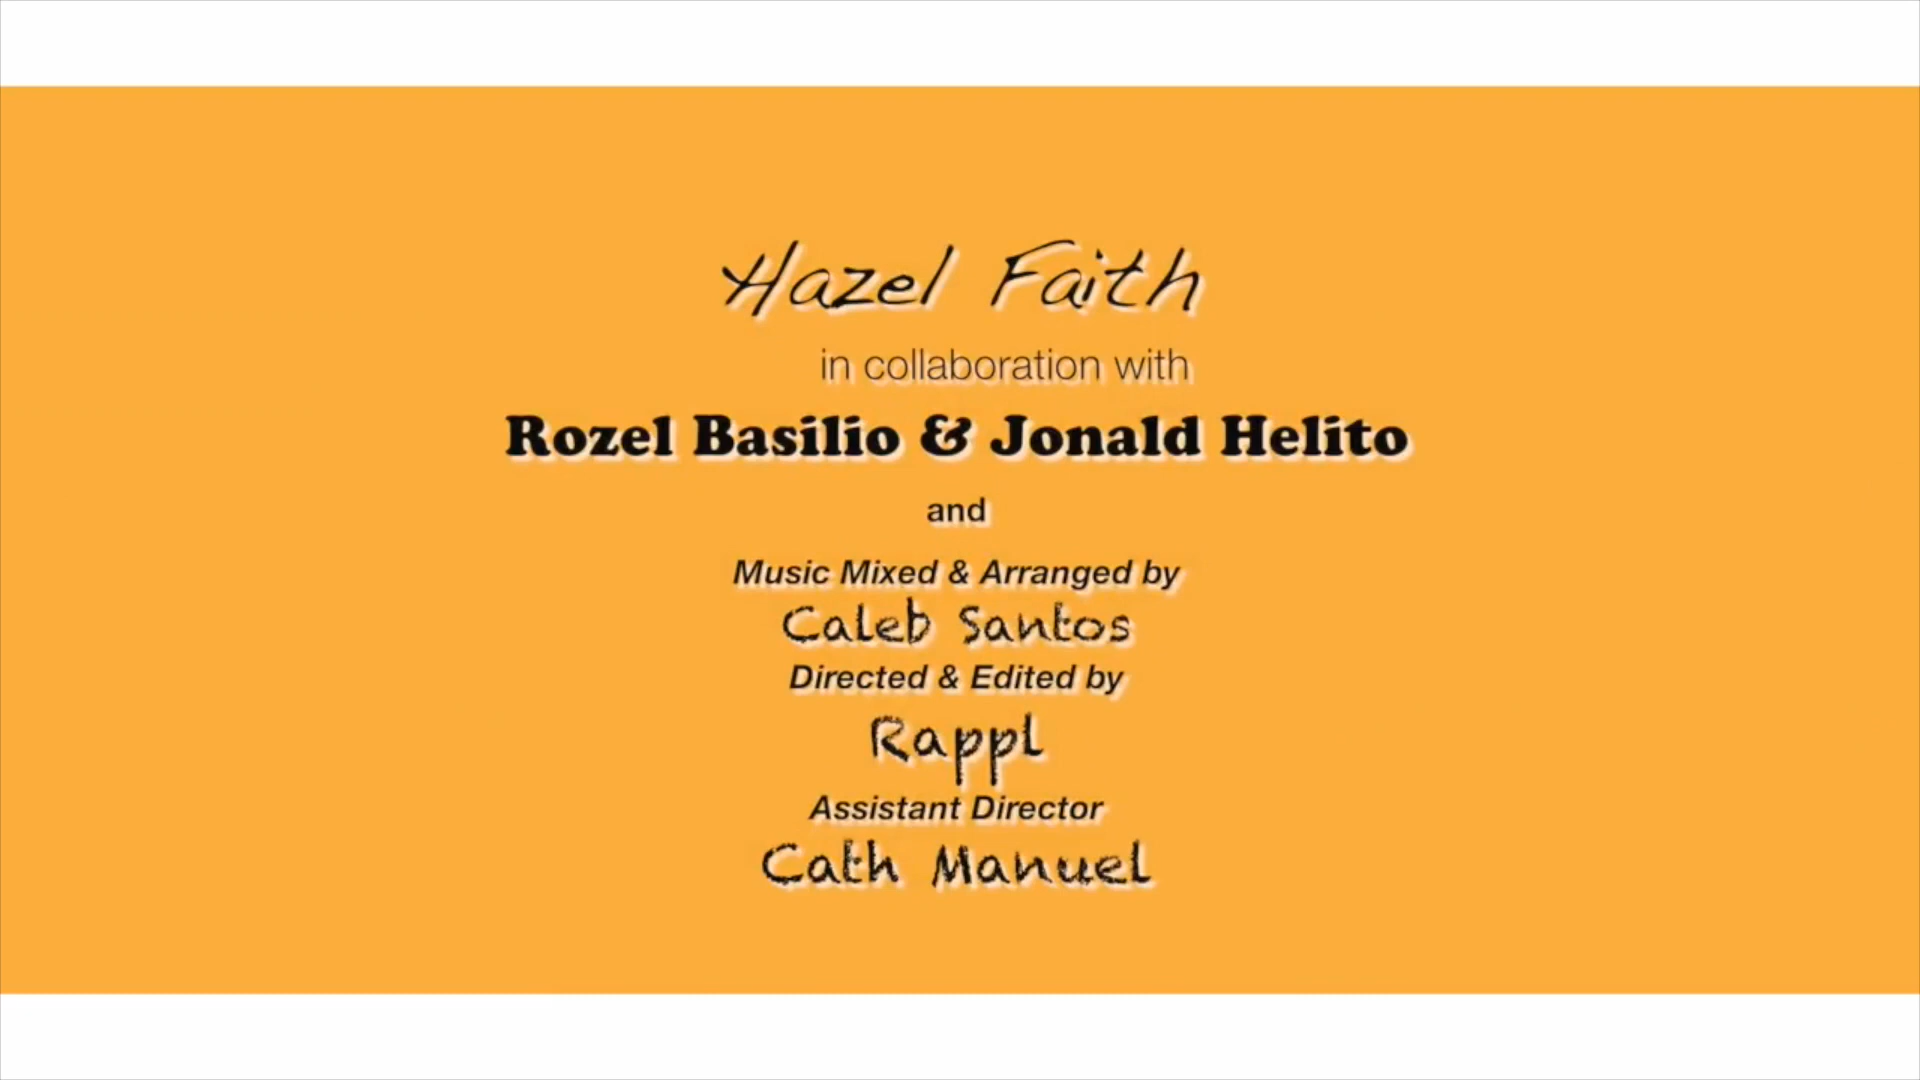 Hazel Faith
in collaboration with
Rozel Basilio & Jonald Helito
and
Music Mixed & Arranged by
Caleb Santos
Directed & Edited by
Rappl
Assistant Director
Cath Manuel